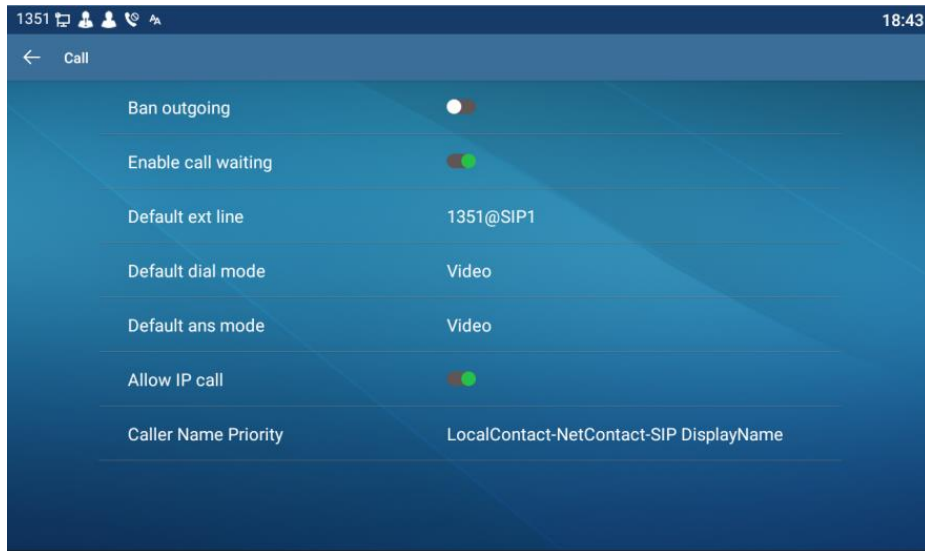 1351 18:43
Call
Ban outgoing
Enable call waiting
Default ext line 1351@SIP1
Default dial mode Video
Default ans mode Video
Allow IP call
Caller Name Priority LocalContact-NetContact-SIP DisplayName